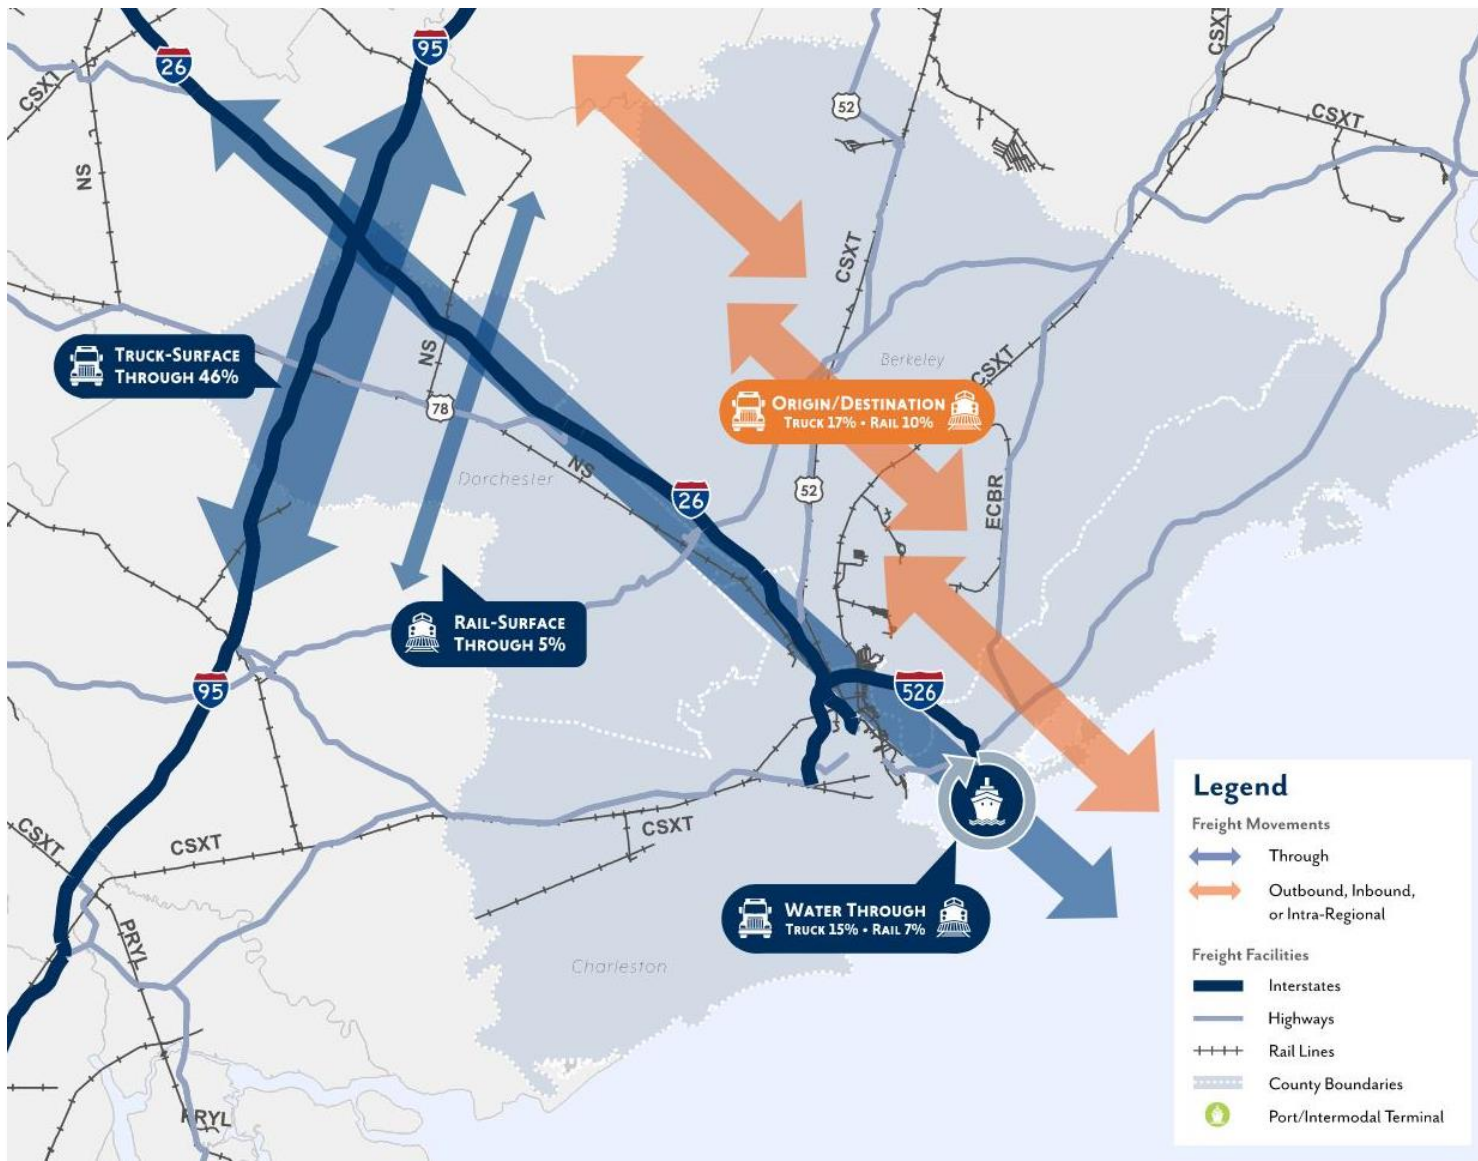 95
26
CSXT
52
CSXT
CSXT
NS
CSXT
TRUCK-SURFACE
THROUGH 46%
NS
Berkeley
CSXT
78
ORIGIN/DESTINATION
TRUCK 17% • RAIL 10%
NS
Dorchester
26
52
ECBR
RAIL-SURFACE
THROUGH 5%
95
526
CSXT
CSXT
CSXT
WATER THROUGH
TRUCK 15% • RAIL 7%
PRYL
Charleston
PRYL
Legend
Freight Movements
Through
Outbound, Inbound,
or Intra-Regional
Freight Facilities
Interstates
Highways
Rail Lines
County Boundaries
Port/Intermodal Terminal